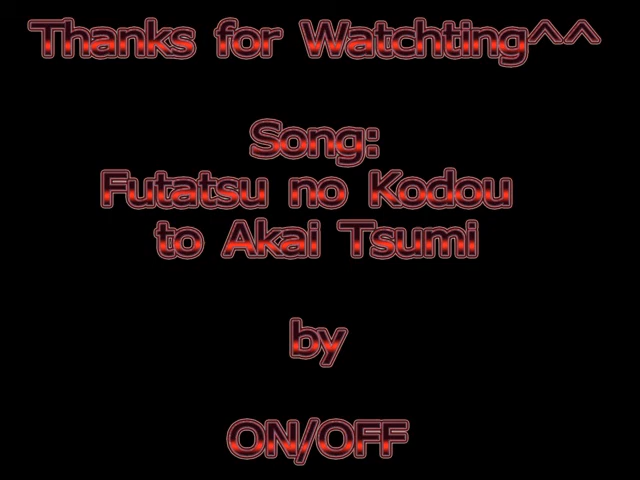 Thanks for Watchting^^
Song:
Futatsu no Kodou
to Akai Tsumi
by
ON/OFF